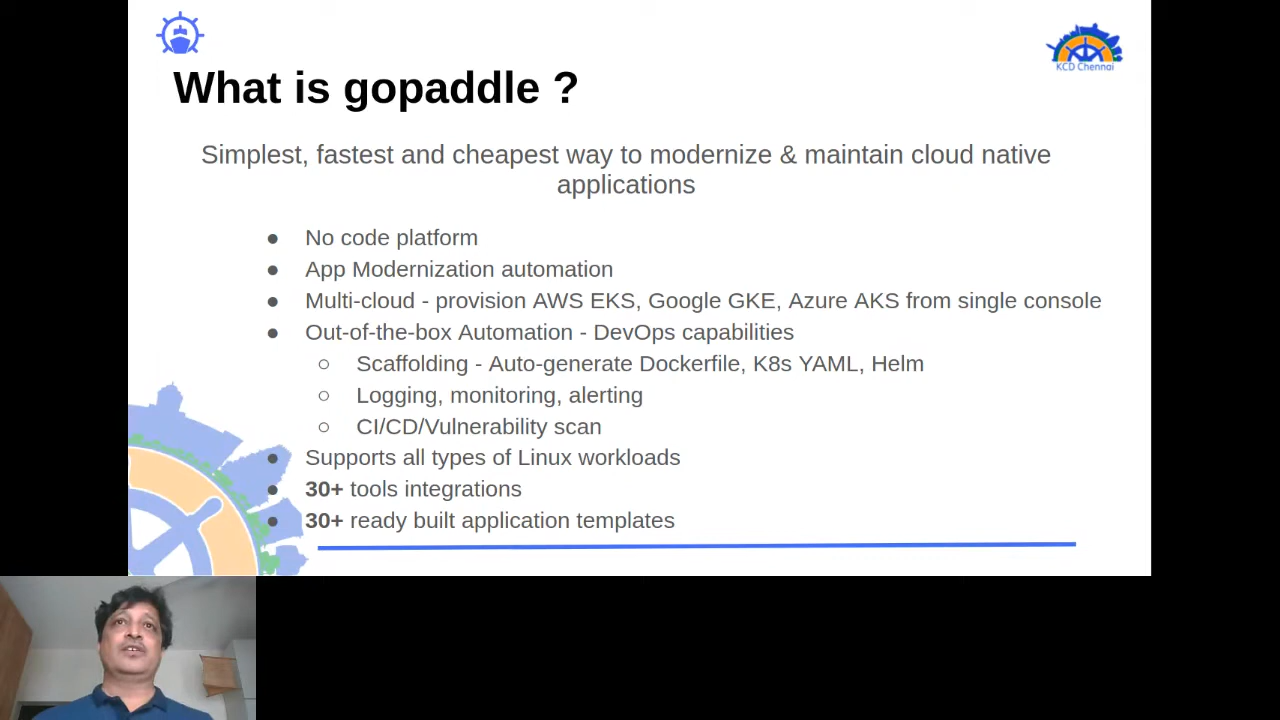 KCD Chennai
What is gopaddle ?
Simplest, fastest and cheapest way to modernize & maintain cloud native
applications
● No code platform
● App Modernization automation
● Multi-cloud - provision AWS EKS, Google GKE, Azure AKS from single console
● Out-of-the-box Automation - DevOps capabilities
○ Scaffolding - Auto-generate Dockerfile, K8s YAML, Helm
○ Logging, monitoring, alerting
○ CI/CD/Vulnerability scan
● Supports all types of Linux workloads
● 30+ tools integrations
● 30+ ready built application templates